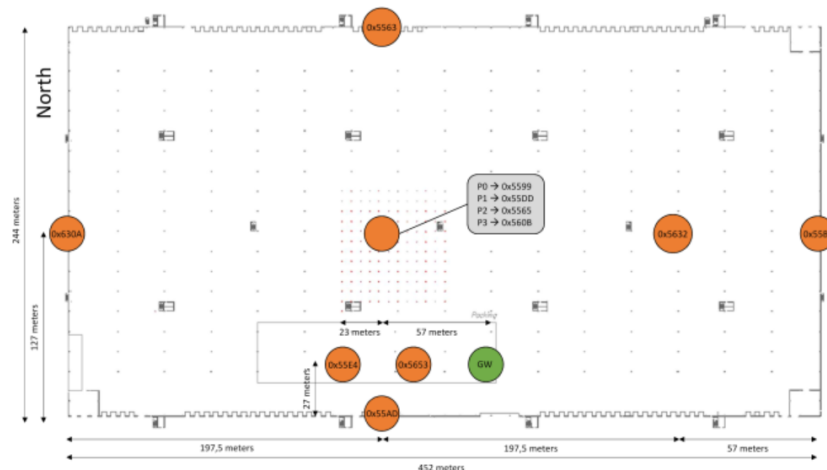 0x5563
North
P0 → 0x5599
P1 → 0x55DD
P2 → 0x5565
P3 → 0x560B
244 meters
0x630A
0x5632
127 meters
23 meters
57 meters
0x55E4
0x5653
GW
27 meters
0x55AD
197,5 meters
197,5 meters
57 meters
452 meters